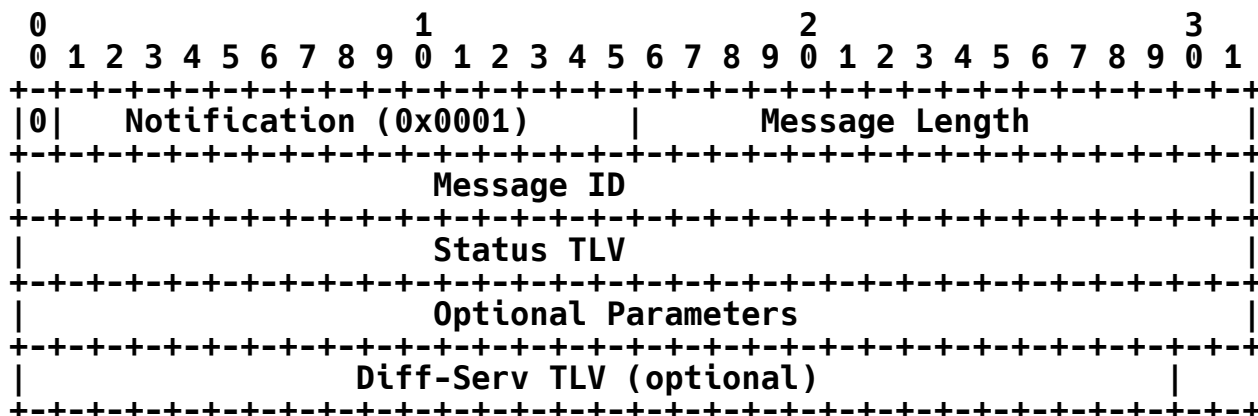 0                   1                   2                   3
0 1 2 3 4 5 6 7 8 9 0 1 2 3 4 5 6 7 8 9 0 1 2 3 4 5 6 7 8 9 0 1
+-+-+-+-+-+-+-+-+-+-+-+-+-+-+-+-+-+-+-+-+-+-+-+-+-+-+-+-+-+-+-+-+
|0|   Notification (0x0001)     |      Message Length           |
+-+-+-+-+-+-+-+-+-+-+-+-+-+-+-+-+-+-+-+-+-+-+-+-+-+-+-+-+-+-+-+-+
|                     Message ID                                |
+-+-+-+-+-+-+-+-+-+-+-+-+-+-+-+-+-+-+-+-+-+-+-+-+-+-+-+-+-+-+-+-+
|                     Status TLV                                |
+-+-+-+-+-+-+-+-+-+-+-+-+-+-+-+-+-+-+-+-+-+-+-+-+-+-+-+-+-+-+-+-+
|                     Optional Parameters                       |
+-+-+-+-+-+-+-+-+-+-+-+-+-+-+-+-+-+-+-+-+-+-+-+-+-+-+-+-+-+-+-+-+
|                 Diff-Serv TLV (optional)                  |
+-+-+-+-+-+-+-+-+-+-+-+-+-+-+-+-+-+-+-+-+-+-+-+-+-+-+-+-+-+-+-+-+